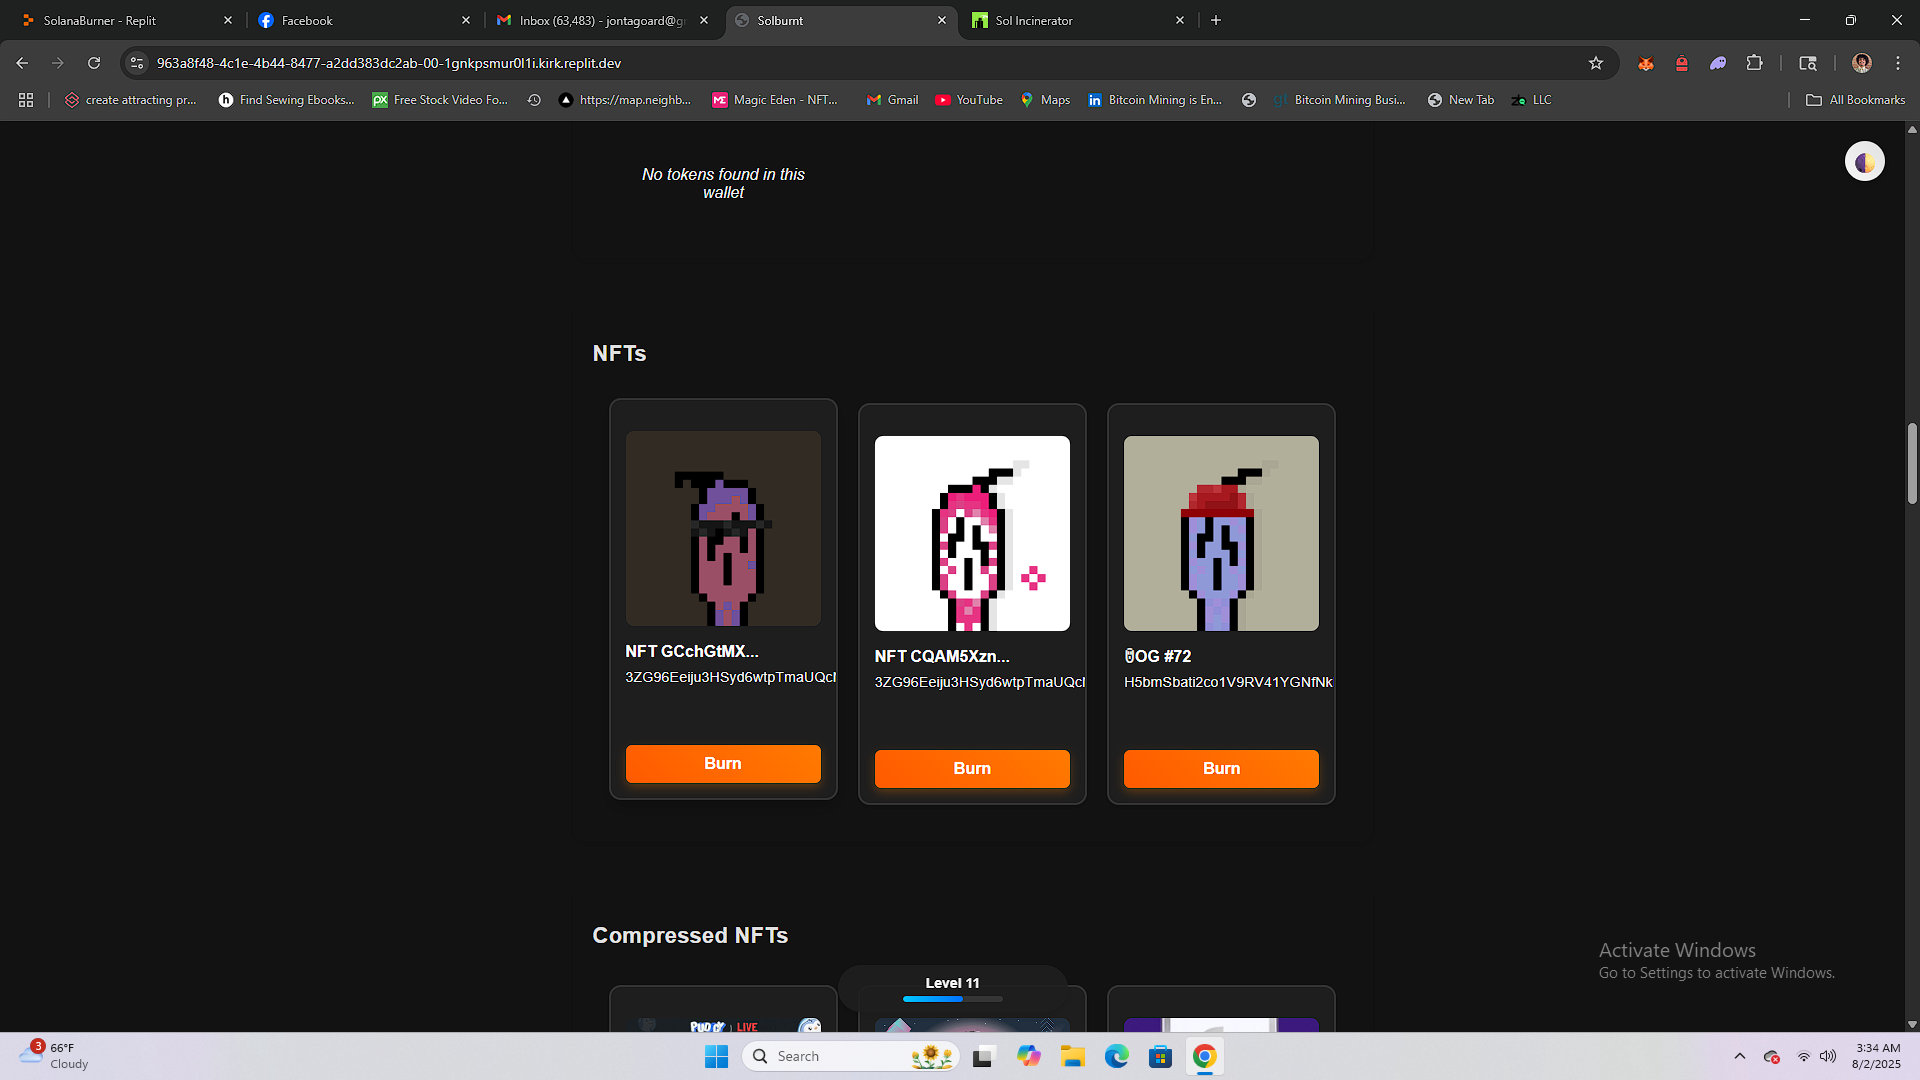 SolanaBurner - Replit
Facebook
Inbox (63,483) - jontagoard@g
Solburnt
Sol Incinerator
963a8f48-4c1e-4b44-8477-a2dd383dc2ab-00-1gnkpsmur0l1i.kirk.replit.dev
create attracting pr...
Find Sewing Ebooks...
Free Stock Video Fo...
https://map.neighb...
Magic Eden - NFT...
Gmail
YouTube
Maps
Bitcoin Mining is En...
Bitcoin Mining Busi...
New Tab
LLC
All Bookmarks
No tokens found in this
wallet
NFTs
NFT GCchGtMX...
3ZG96Eeiju3HSyd6wtpTmaUQc
Burn
NFT CQAM5Xzn...
3ZG96Eeiju3HSyd6wtpTmaUQc
Burn
OG #72
H5bmSbati2co1V9RV41YGNfNk
Burn
Compressed NFTs
Level 11
LIVE
Activate Windows
Go to Settings to activate Windows.
3
66°F
Cloudy
Search
3:34 AM
8/2/2025